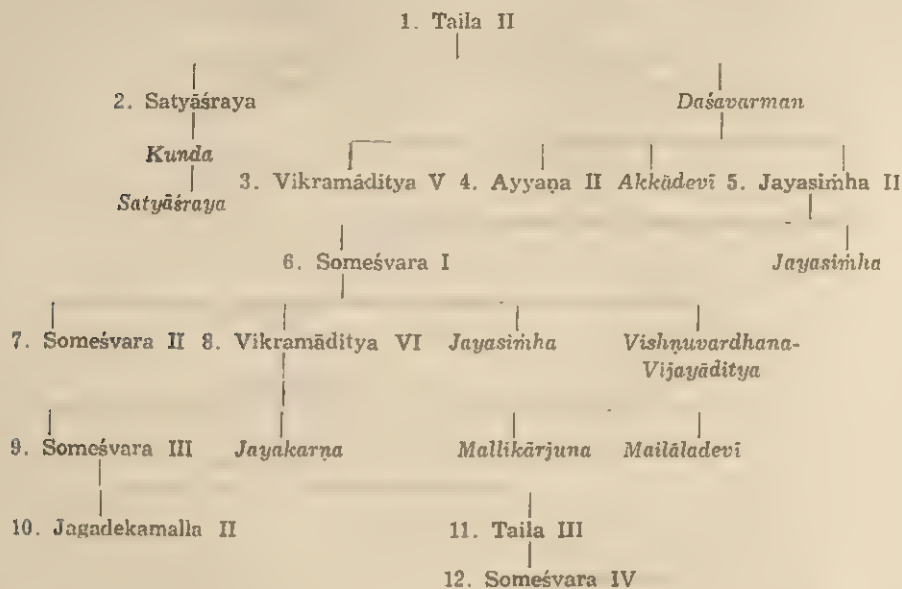 1. Taila II
2. Satyāśraya Daśavarman
Kunda
3. Vikramāditya V 4. Ayyaṇa II Akkādevī 5. Jayasiṁha II
Satyāśraya
6. Someśvara I Jayasiṁha
7. Someśvara II 8. Vikramāditya VI Jayasiṁha Vishṇuvardhana-
Vijayāditya
9. Someśvara III Jayakarṇa Mallikārjuna Mailāladevī
10. Jagadekamalla II 11. Taila III
12. Someśvara IV